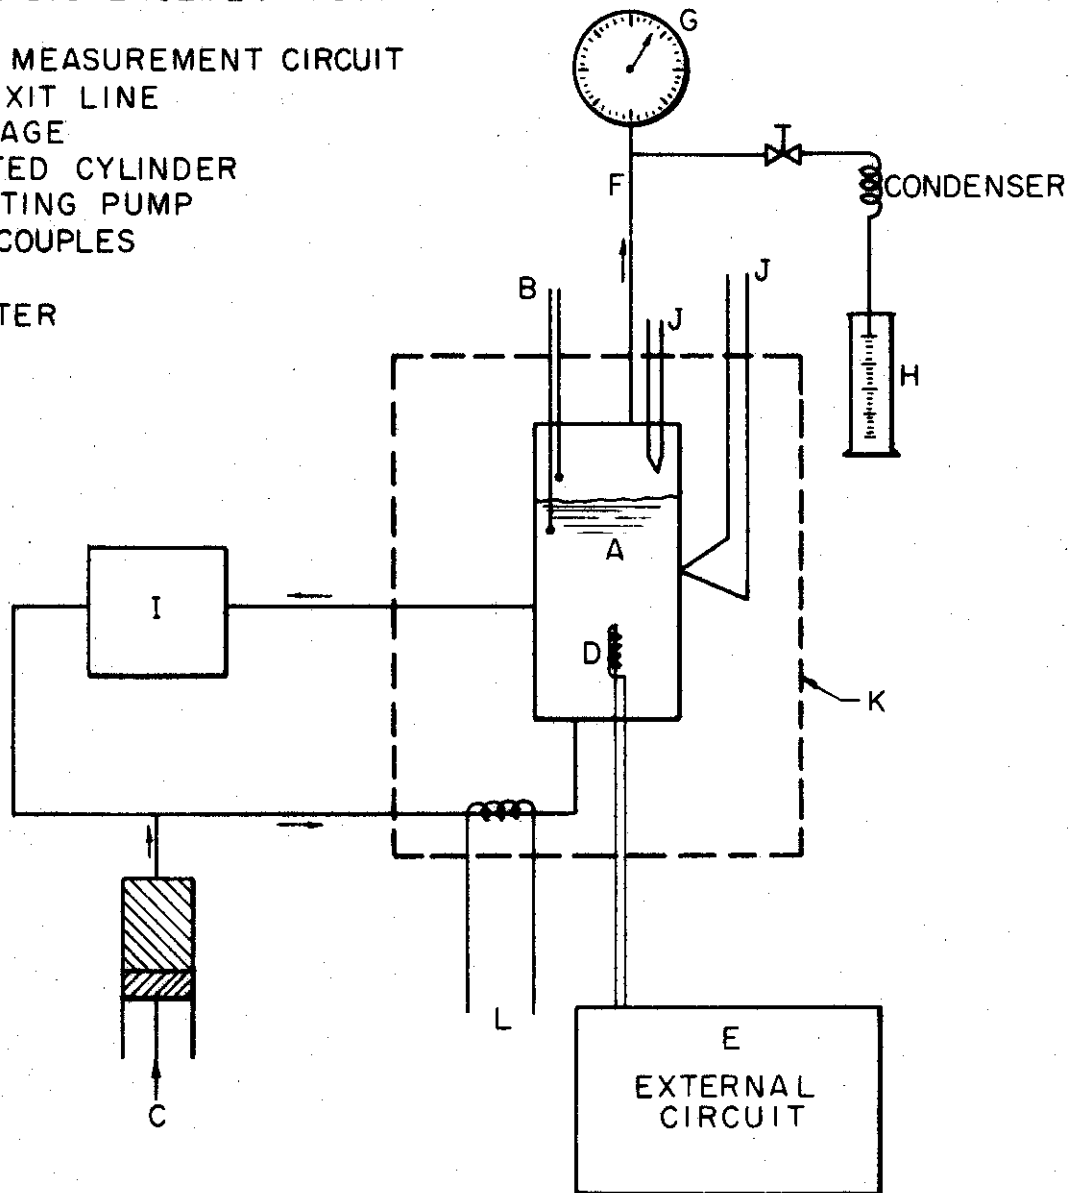 MEASUREMENT CIRCUIT
XIT LINE
AGE
TED CYLINDER
TING PUMP
COUPLES
TER
G
F
CONDENSER
B
J
J
H
A
I
D
K
L
E
EXTERNAL
CIRCUIT
C